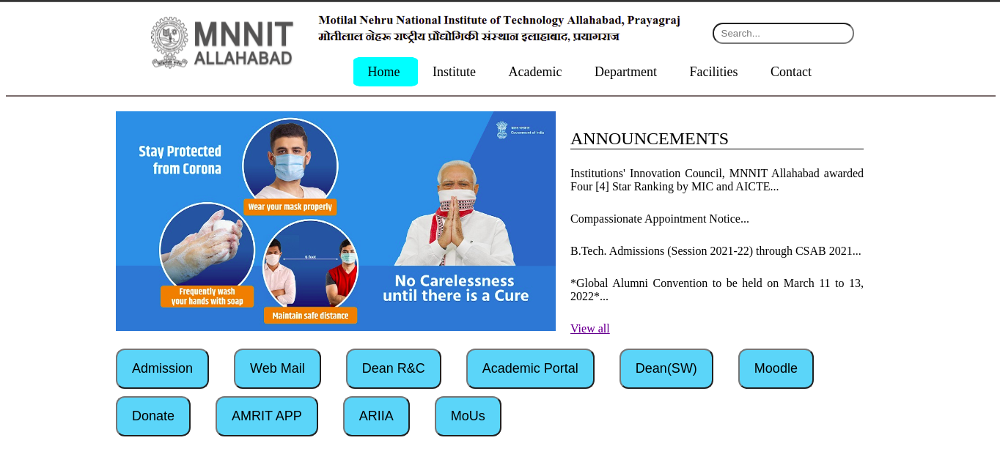 MNNIT
ALLAHABAD
Motilal Nehru National Institute of Technology Allahabad, Prayagraj
मोतीलाल नेहरू राष्ट्रीय प्रौद्योगिकी संस्थान इलाहाबाद, प्रयागराज
Search...
Home Institute Academic Department Facilities Contact
Stay Protected
from Corona
भारत सरकार
Government of India
Wear your mask properly
6 foot
Frequently wash
your hands with soap
Maintain safe distance
No Carelessness
until there is a Cure
ANNOUNCEMENTS
Institutions' Innovation Council, MNNIT Allahabad awarded
Four [4] Star Ranking by MIC and AICTE...
Compassionate Appointment Notice...
B.Tech. Admissions (Session 2021-22) through CSAB 2021...
*Global Alumni Convention to be held on March 11 to 13,
2022*...
View all
Admission Web Mail Dean R&C Academic Portal Dean(SW) Moodle
Donate AMRIT APP ARIIA MoUs